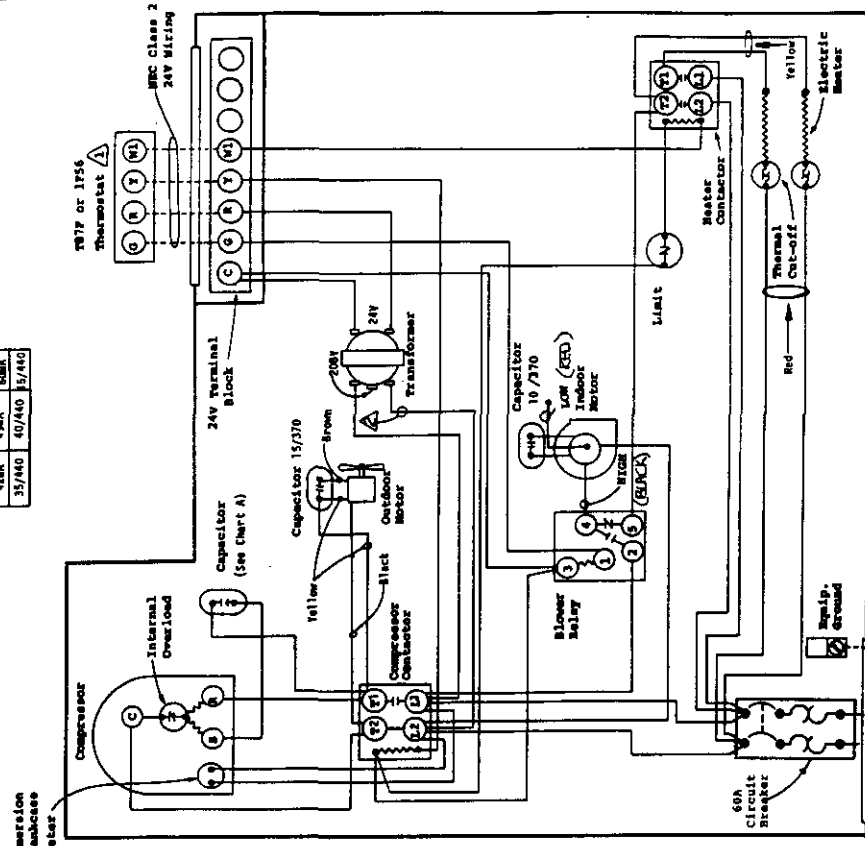 35/440 40/440 45/440
NEC Class 2
24V Wiring
T87F or 1F56
Thermostat 1
G R Y W1
C G R Y W1
24V Terminal
Block
208V
24V
Transformer
Capacitor
(See Chart A)
Capacitor 15/370
Brown
Outdoor
Motor
Yellow
Black
Compressor
Internal
Overload
C
S R
Compressor
Contactor
T2 T1
L2 L1
Capacitor
10/370
LOW (RED)
Indoor
Motor
HIGH
(BLACK)
Blower
Relay
3 4
1 2 5
Limit
Heater
Contactor
T2 T1
L2 L1
Yellow
Electric
Heater
Thermal
Cut-off
Red
60A
Circuit
Breaker
Equip.
Ground